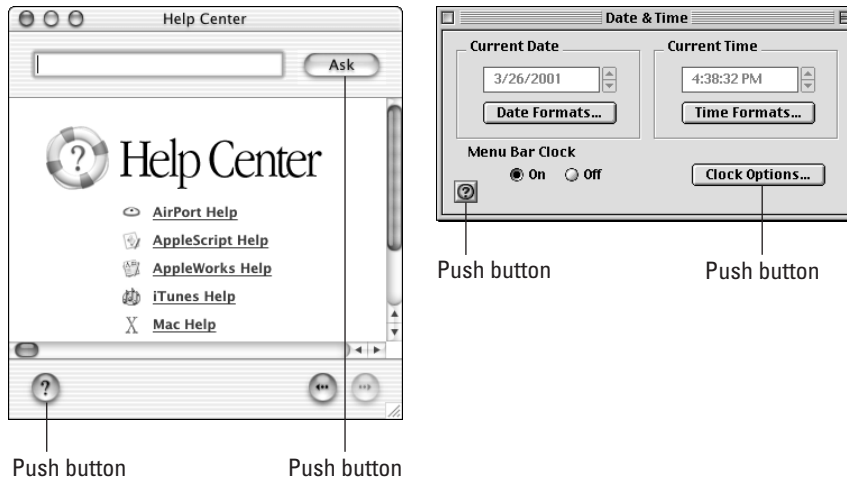 Help Center
Ask
? Help Center
AirPort Help
AppleScript Help
AppleWorks Help
iTunes Help
X Mac Help
?
Push button
Push button
Date & Time
Current Date
3/26/2001
Date Formats...
Current Time
4:38:32 PM
Time Formats...
Menu Bar Clock
On
Off
Clock Options...
?
Push button
Push button